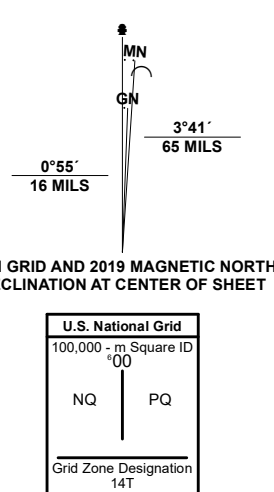 MN
GN
3°41´
65 MILS
0°55´
16 MILS
GRID AND 2019 MAGNETIC NORTH
CLINATION AT CENTER OF SHEET
U.S. National Grid
100,000 - m Square ID
⁶00
NQ PQ
Grid Zone Designation
14T